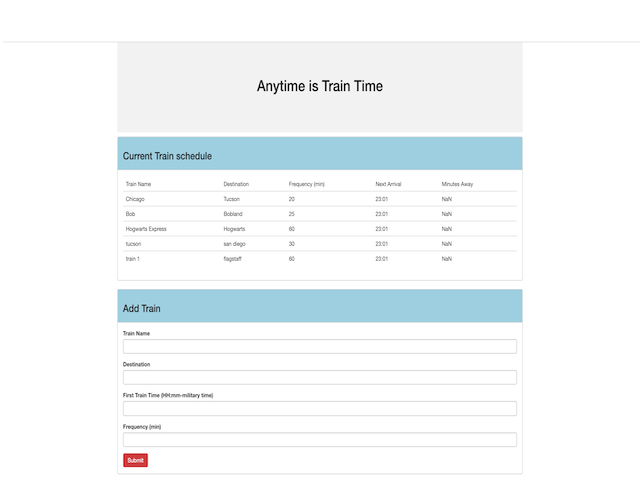 Anytime is Train Time
Current Train schedule
Train Name Destination Frequency (min) Next Arrival Minutes Away
Chicago Tucson 20 23:01 NaN
Bob Bobland 25 23:01 NaN
Hogwarts Express Hogwarts 60 23:01 NaN
tucson san diego 30 23:01 NaN
train 1 flagstaff 60 23:01 NaN
Add Train
Train Name
Destination
First Train Time (HH:mm-military time)
Frequency (min)
Submit